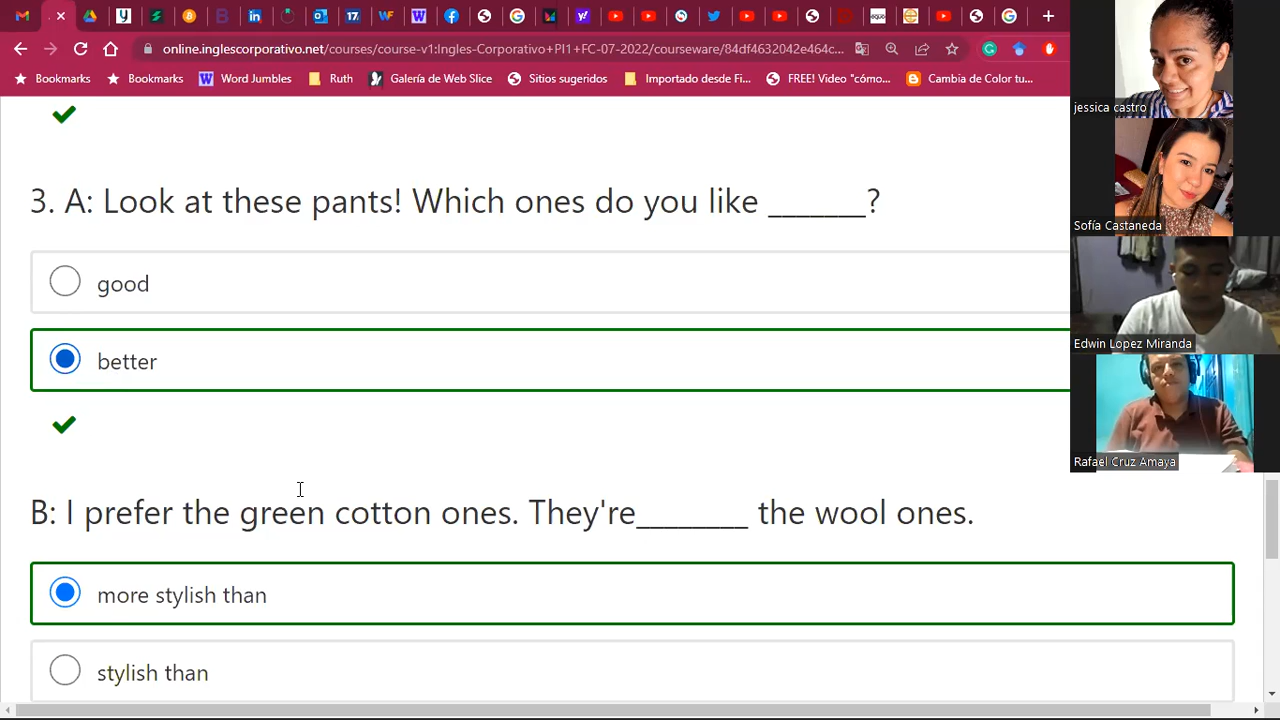 17
online.inglescorporativo.net/courses/course-v1:Ingles-Corporativo+PI1+FC-07-2022/courseware/84df4632042e464c...
Bookmarks
Bookmarks
Word Jumbles
Ruth
Galería de Web Slice
Sitios sugeridos
Importado desde Fi...
FREE! Video "cómo...
Cambia de Color tu...
jessica castro
Sofía Castaneda
Edwin Lopez Miranda
Rafael Cruz Amaya
3. A: Look at these pants! Which ones do you like _______?
good
better
B: I prefer the green cotton ones. They're________ the wool ones.
more stylish than
stylish than